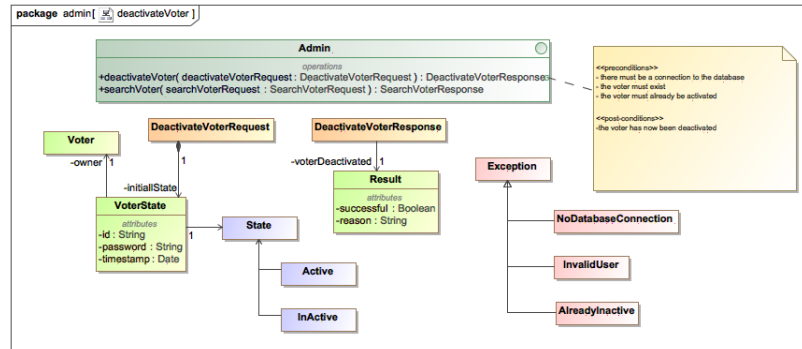 package admin[ deactivateVoter ]
Admin
operations
+deactivateVoter( deactivateVoterRequest : DeactivateVoterRequest ) : DeactivateVoterResponse
+searchVoter( searchVoterRequest : SearchVoterRequest ) : SearchVoterResponse
<<preconditions>>
- there must be a connection to the database
- the voter must exist
- the voter must already be activated
<<post-conditions>>
-the voter has now been deactivated
Voter
DeactivateVoterRequest
DeactivateVoterResponse
-owner 1
1
-initiallState
-voterDeactivated 1
Exception
VoterState
attributes
-id : String
-password : String
-timestamp : Date
1
State
Result
attributes
-successful : Boolean
-reason : String
NoDatabaseConnection
Active
InvalidUser
InActive
AlreadyInactive